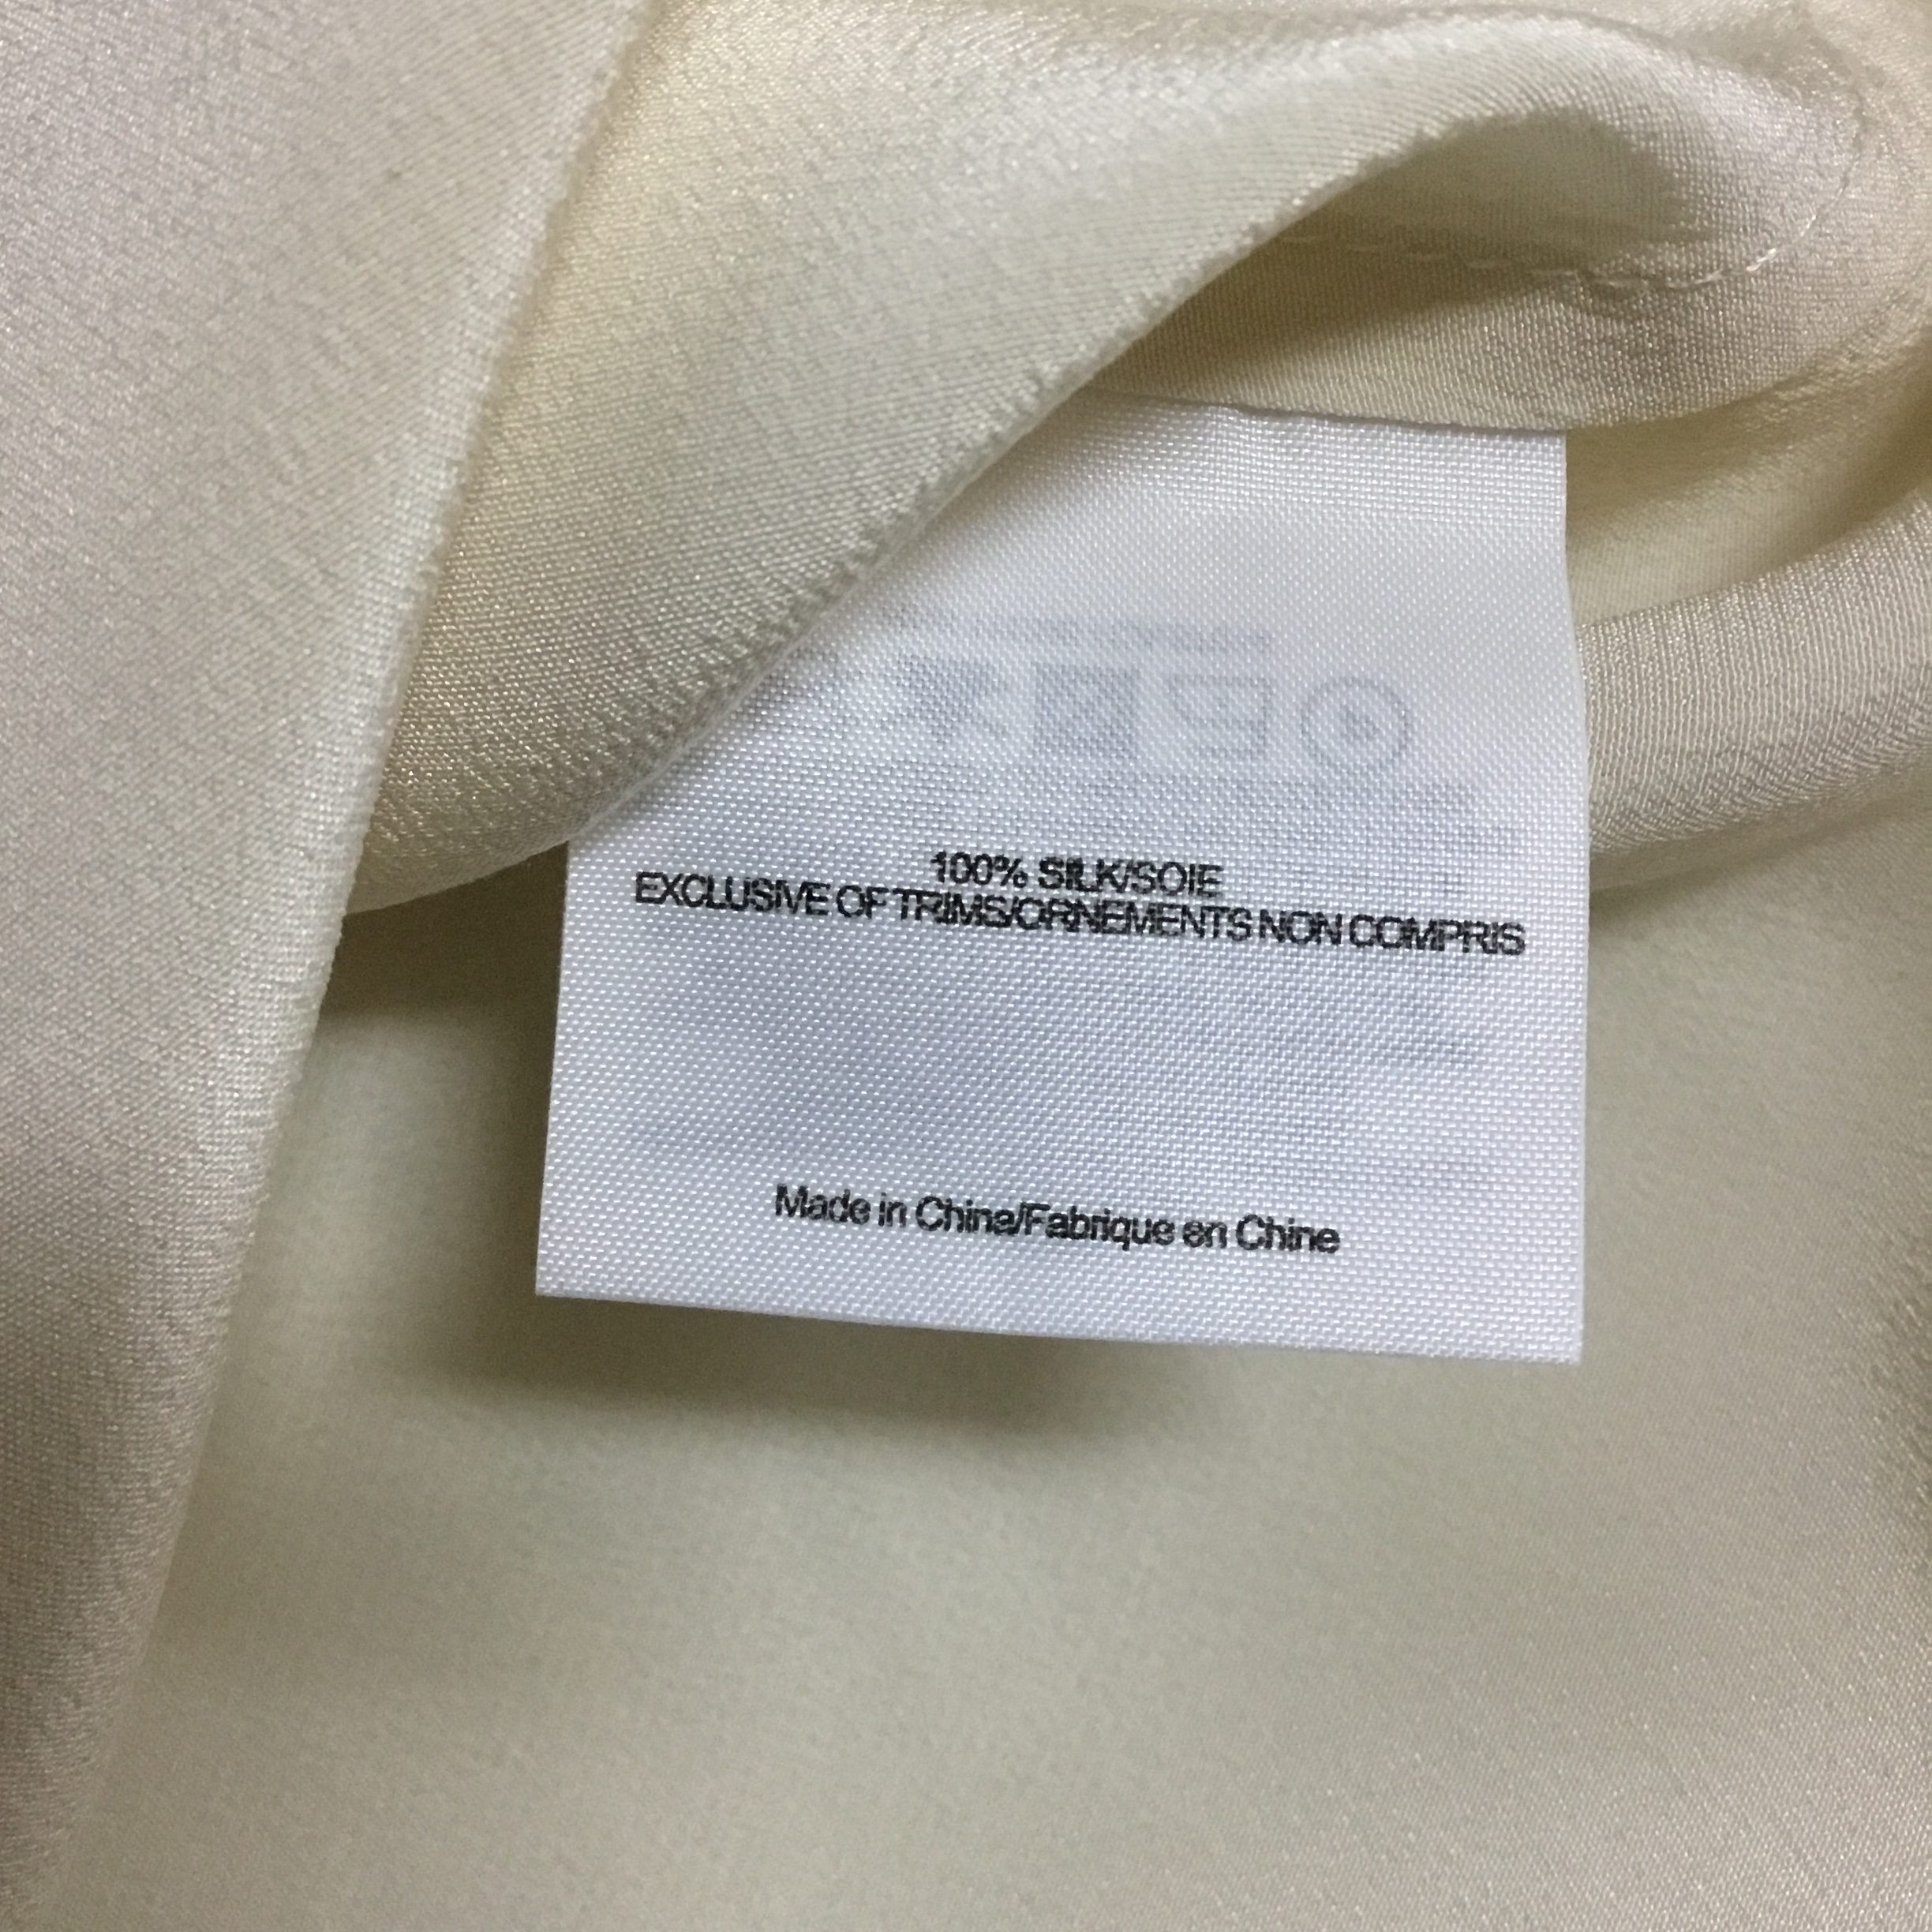 100% SILK/SOIE
EXCLUSIVE OF TRIMS/ORNEMENTS NON COMPRIS
Made in China/Fabrique en Chine